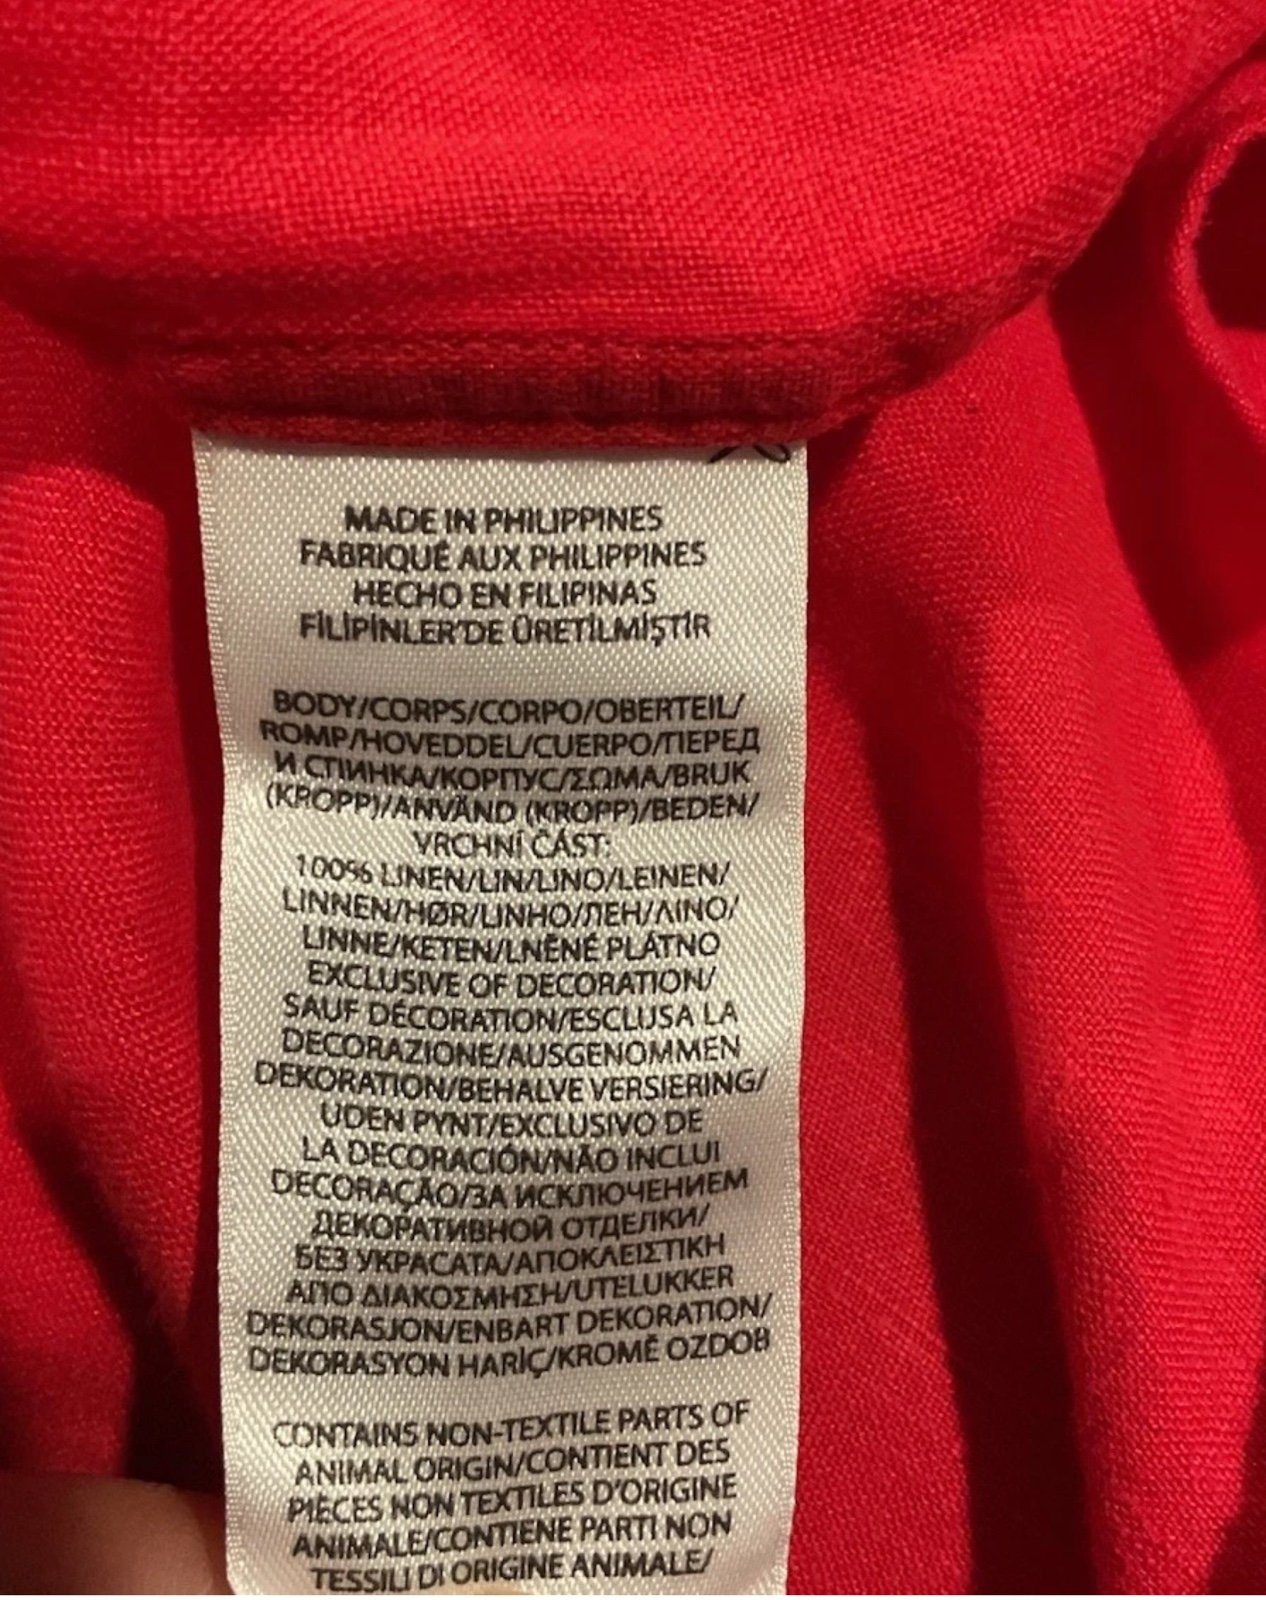 MADE IN PHILIPPINES
FABRIQUÉ AUX PHILIPPINES
HECHO EN FILIPINAS
FİLİPİNLER'DE ÜRETİLMİŞTİR
BODY/CORPS/CORPO/OBERTEIL/
ROMP/HOVEDDEL/CUERPO/ПЕРЕД
И СПИНКА/КОРПУС/ΣΩΜΑ/BRUK
(KROPP)/ANVÄND (KROPP)/BEDEN/
VRCHNÍ ČÁST:
100% LINEN/LIN/LINO/LEINEN/
LINNEN/HØR/LINHO/ЛЕН/ΛΙΝΟ/
LINNE/KETEN/LNĚNÉ PLÁTNO
EXCLUSIVE OF DECORATION/
SAUF DÉCORATION/ESCLUSA LA
DECORAZIONE/AUSGENOMMEN
DEKORATION/BEHALVE VERSIERING/
UDEN PYNT/EXCLUSIVO DE
LA DECORACIÓN/NÃO INCLUI
DECORAÇÃO/ЗА ИСКЛЮЧЕНИЕМ
ДЕКОРАТИВНОЙ ОТДЕЛКИ/
БЕЗ УКРАСАТА/ΑΠΟΚΛΕΙΣΤΙΚΗ
ΑΠΟ ΔΙΑΚΟΣΜΗΣΗ/UTELUKKER
DEKORASJON/ENBART DEKORATION/
DEKORASYON HARİÇ/KROMĚ OZDOB
CONTAINS NON-TEXTILE PARTS OF
ANIMAL ORIGIN/CONTIENT DES
PIÈCES NON TEXTILES D'ORIGINE
ANIMALE/CONTIENE PARTI NON
TESSILI DI ORIGINE ANIMALE/